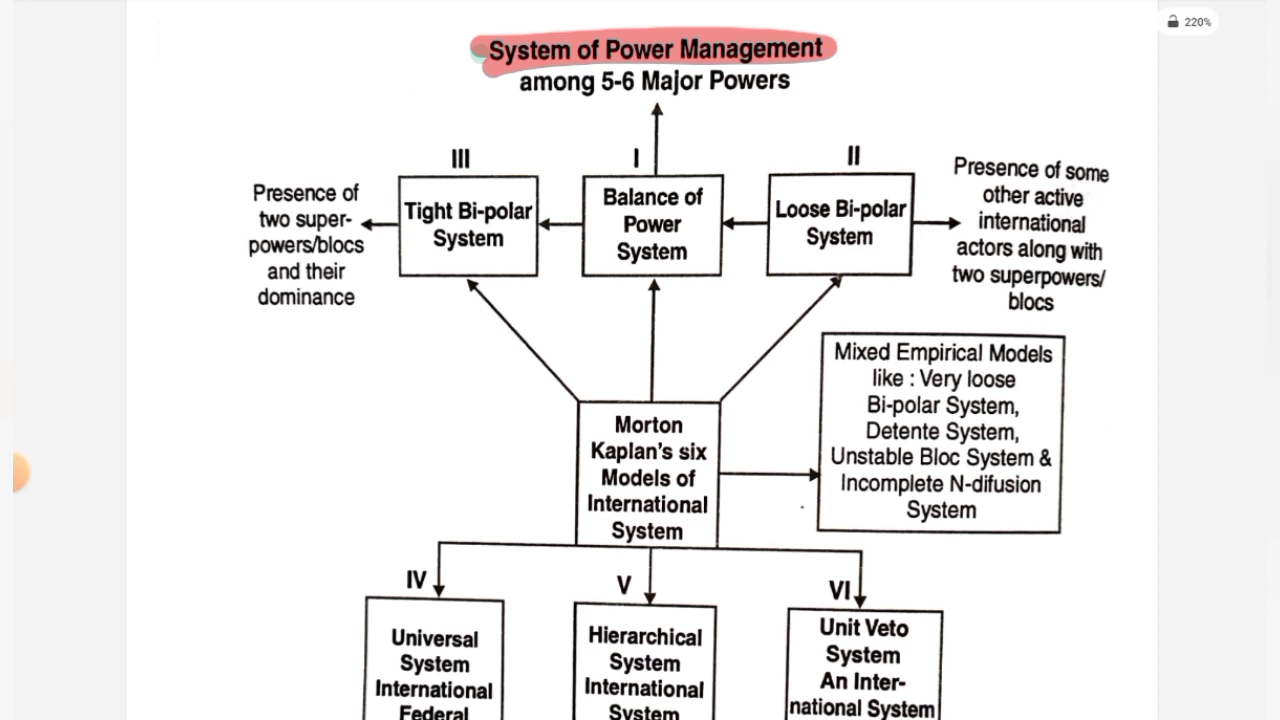 220%
System of Power Management
among 5-6 Major Powers
III
I
II
Presence of
two super-
powers/blocs
and their
dominance
Tight Bi-polar
System
Balance of
Power
System
Loose Bi-polar
System
Presence of some
other active
international
actors along with
two superpowers/
blocs
Morton
Kaplan's six
Models of
International
System
Mixed Empirical Models
like : Very loose
Bi-polar System,
Detente System,
Unstable Bloc System &
Incomplete N-difusion
System
IV
V
VI
Universal
System
International
Federal
Hierarchical
System
International
System
Unit Veto
System
An Inter-
national System